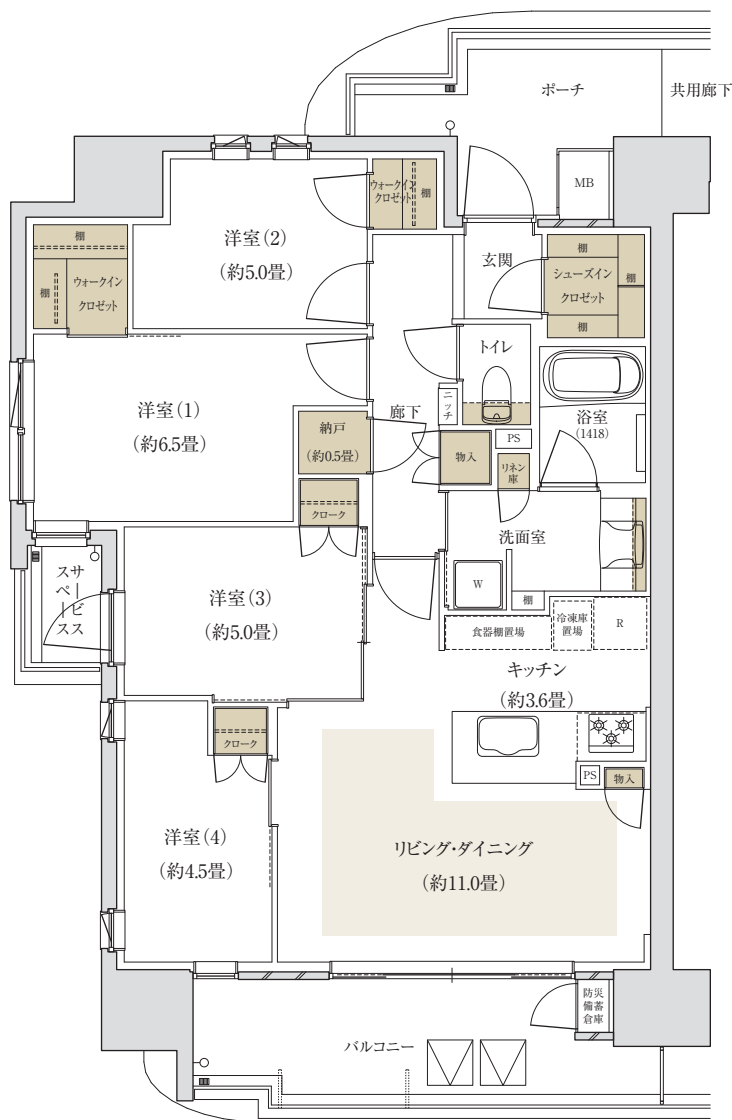 ポーチ
共用廊下
MB
ウォークイン
クロゼット
棚
洋室（2）
（約5.0畳）
玄関
棚
シューズイン
クロゼット
棚
棚
棚
棚
ウォークイン
クロゼット
トイレ
洋室（1）
（約6.5畳）
ニッチ
廊下
浴室
（1418）
納戸
（約0.5畳）
PS
物入
リネン
庫
クローク
洗面室
サービス
スペース
洋室（3）
（約5.0畳）
W
棚
食器棚置場
冷凍庫
置場
R
キッチン
（約3.6畳）
クローク
PS
物入
洋室（4）
（約4.5畳）
リビング・ダイニング
（約11.0畳）
防災
備蓄
倉庫
バルコニー